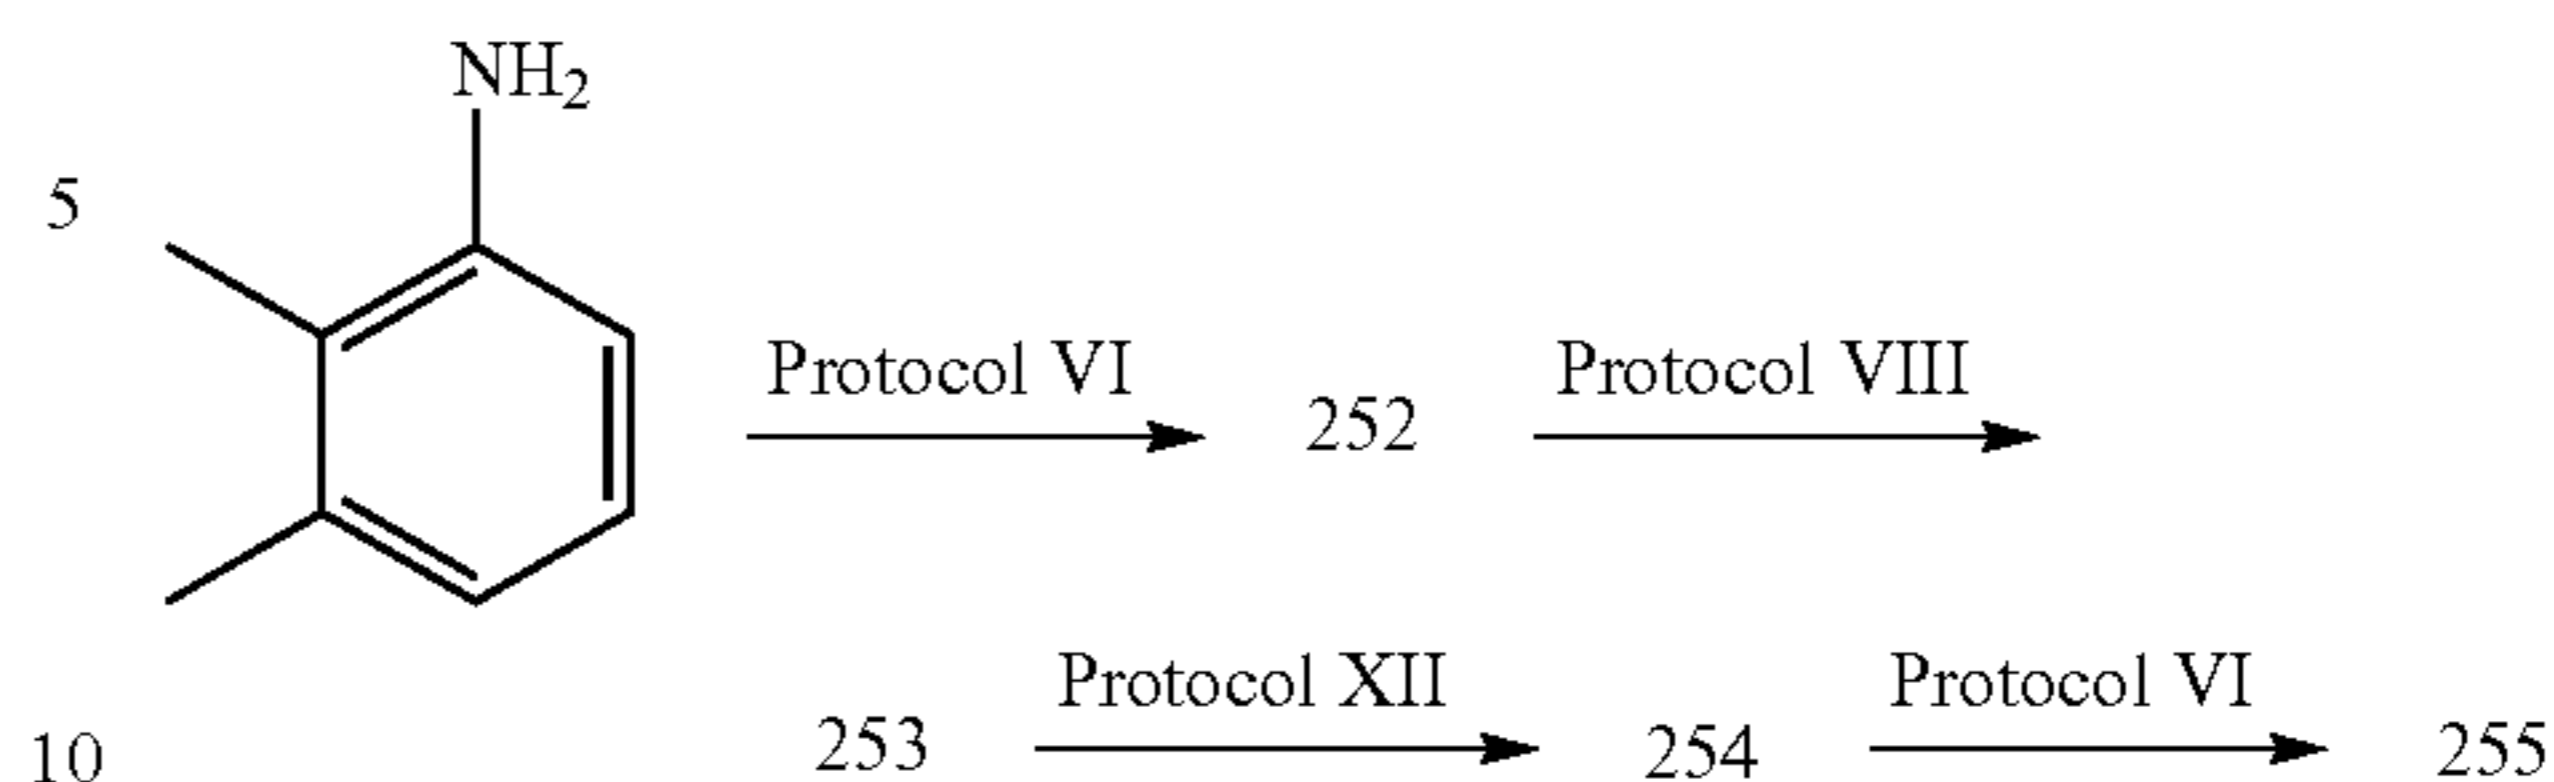 NH2
5
Protocol VI Protocol VIII
252
Protocol XII Protocol VI
10 253 254 255